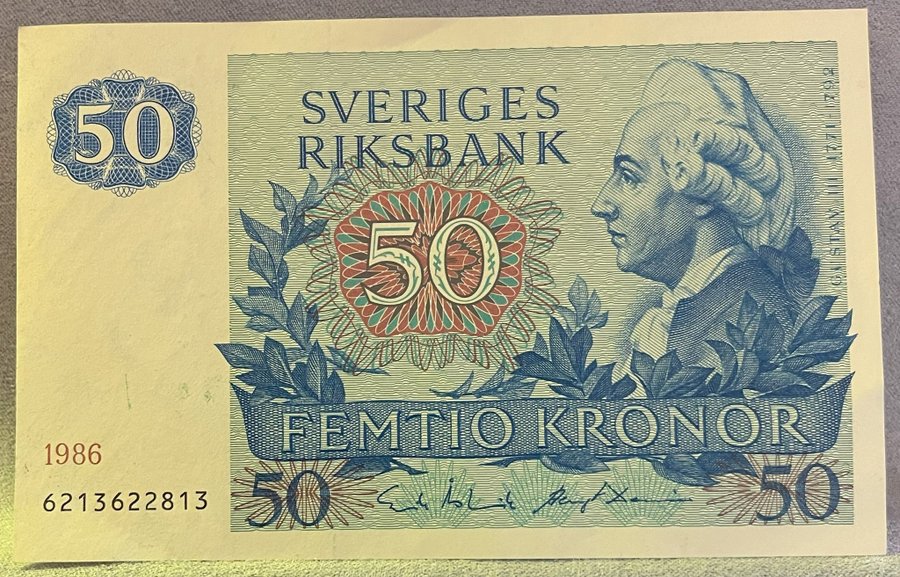 50
SVERIGES
RIKSBANK
50
GUSTAV III 1771-1792
FEMTIO KRONOR
1986
6213622813
50
50